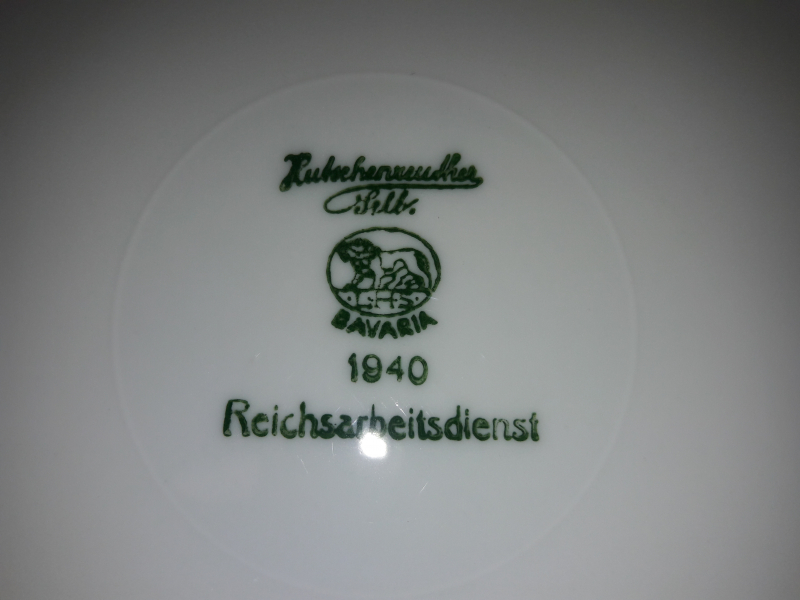 Hutschenreuther
Selb.
L·H·S
BAVARIA
1940
Reichsarbeitsdienst